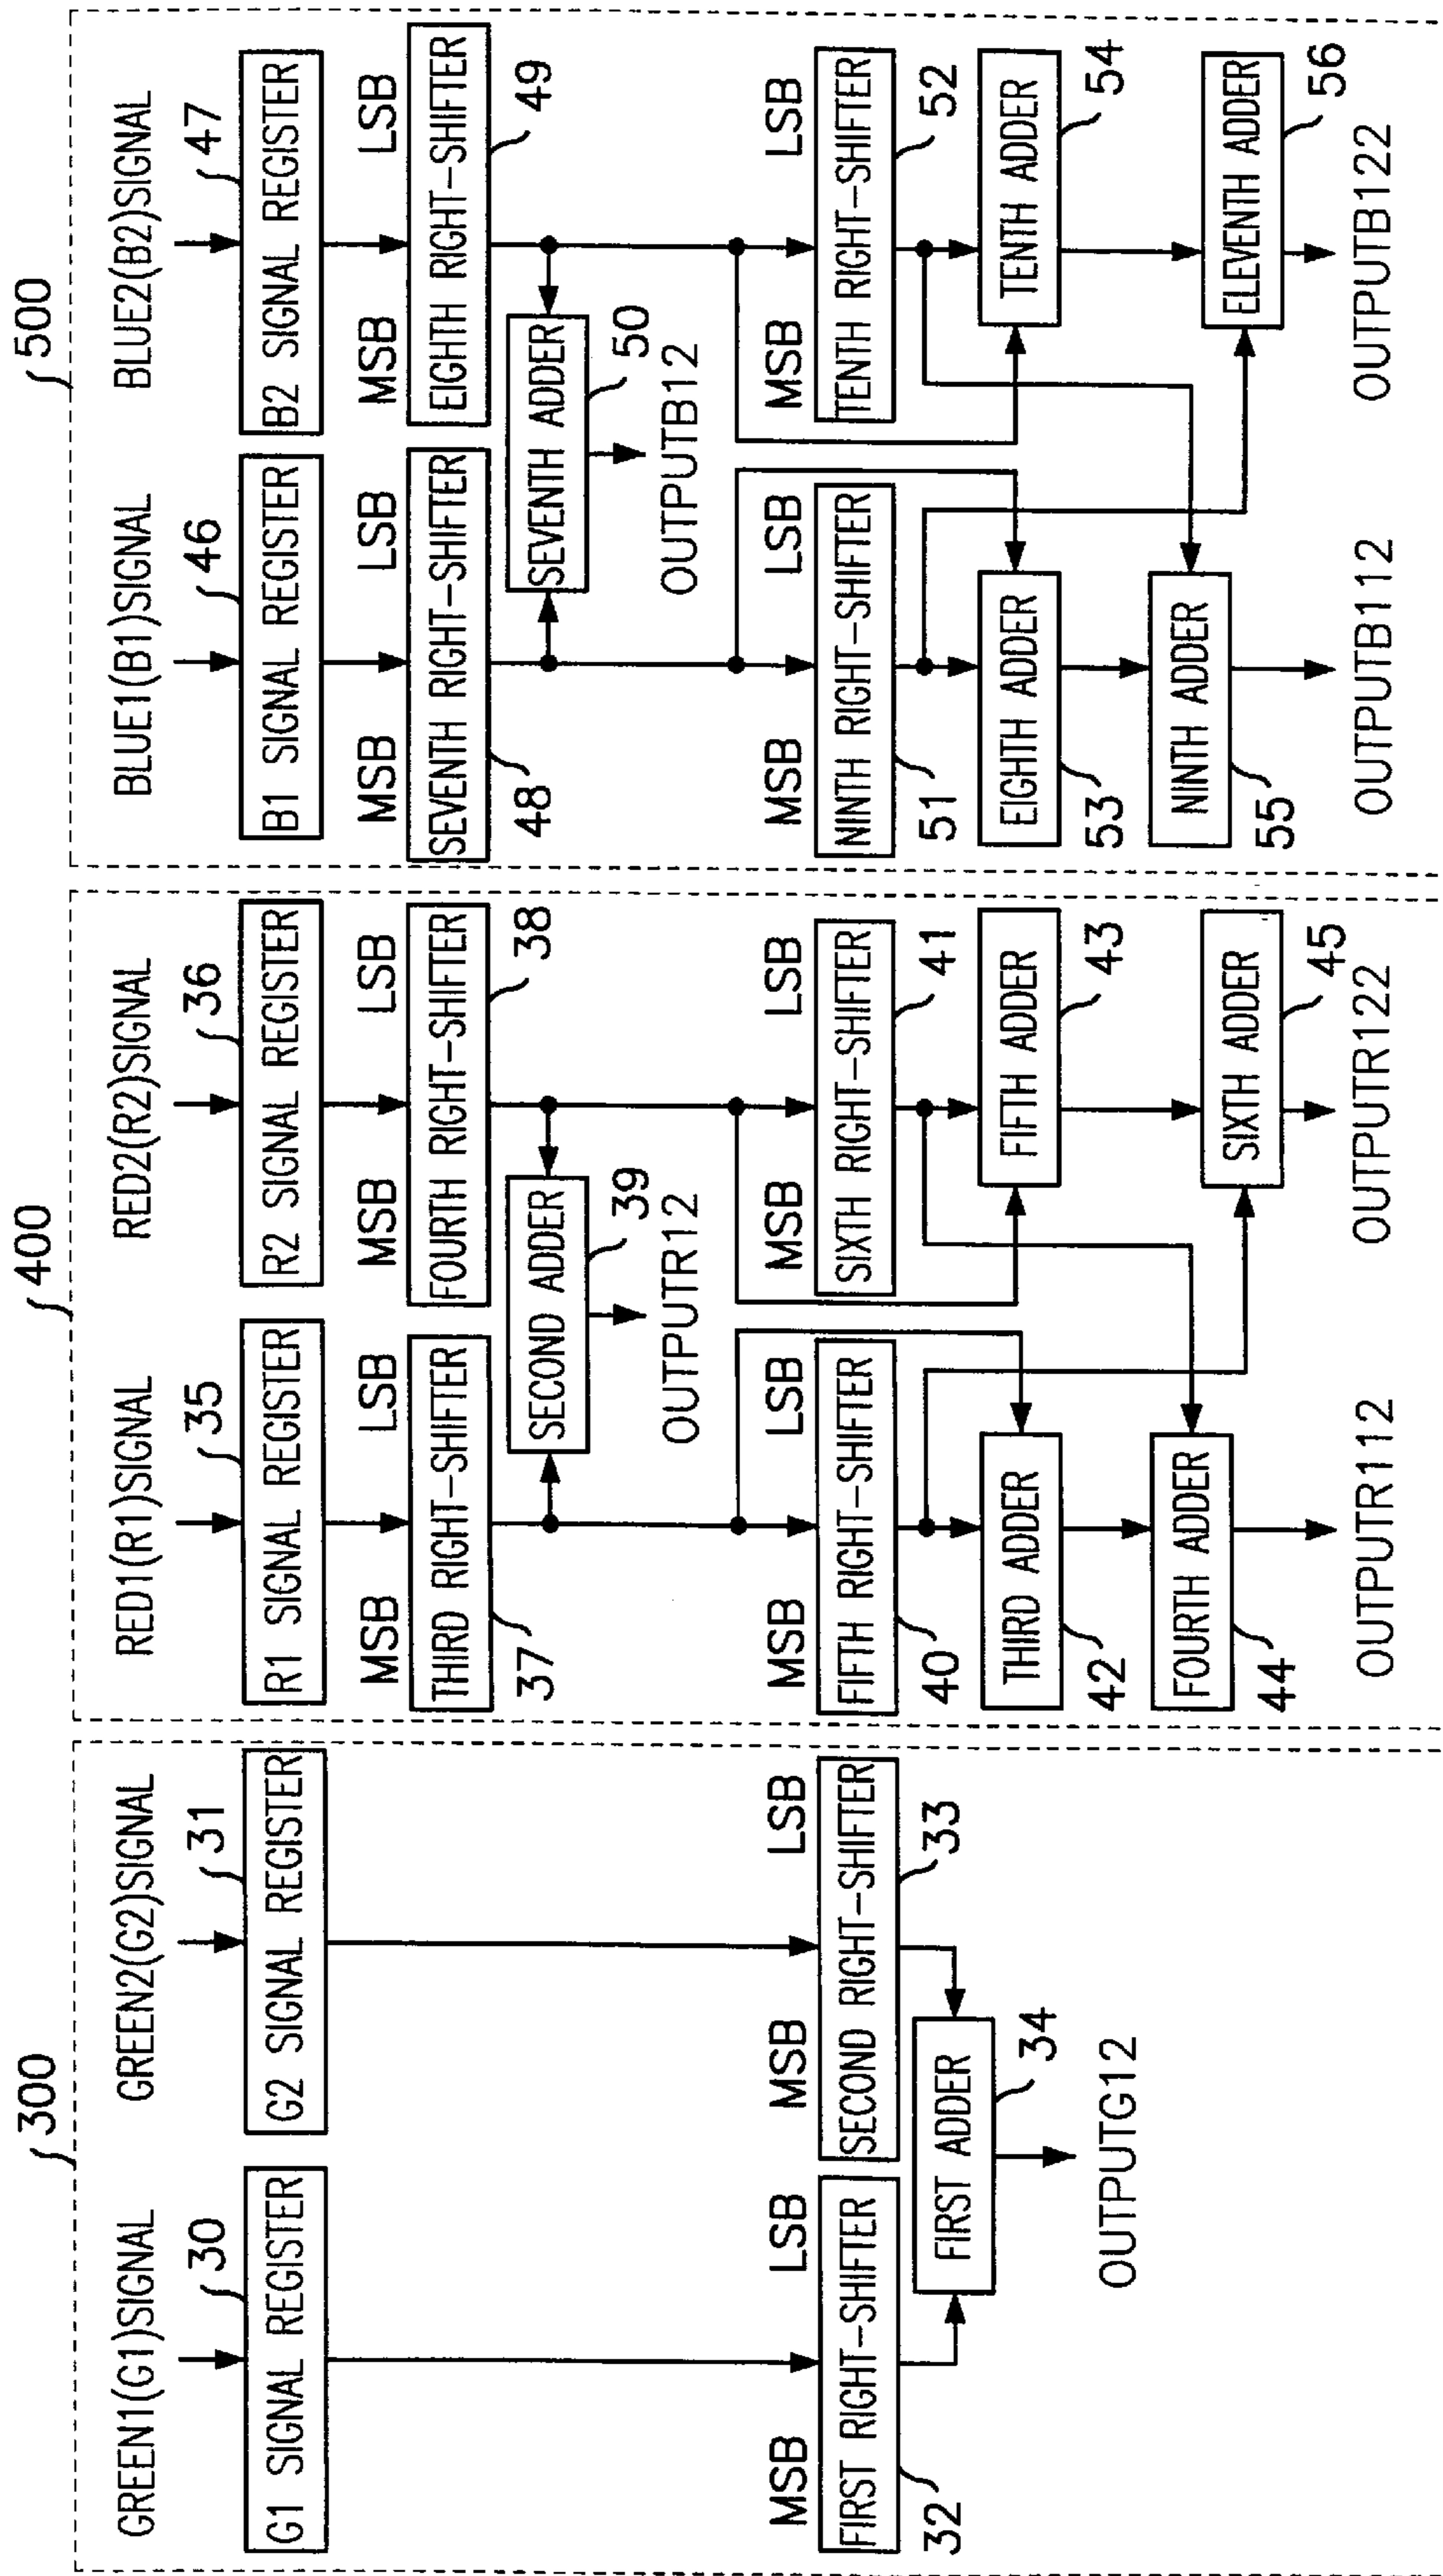 300
GREEN1(G1)SIGNAL
GREEN2(G2)SIGNAL
30
31
G1 SIGNAL REGISTER
G2 SIGNAL REGISTER
MSB
LSB
MSB
LSB
FIRST RIGHT-SHIFTER
SECOND RIGHT-SHIFTER
32
33
FIRST ADDER
34
OUTPUTG12
400
RED1(R1)SIGNAL
RED2(R2)SIGNAL
35
36
R1 SIGNAL REGISTER
R2 SIGNAL REGISTER
MSB
LSB
MSB
LSB
THIRD RIGHT-SHIFTER
FOURTH RIGHT-SHIFTER
37
38
SECOND ADDER
39
OUTPUTR12
MSB
LSB
MSB
LSB
FIFTH RIGHT-SHIFTER
SIXTH RIGHT-SHIFTER
40
41
THIRD ADDER
FIFTH ADDER
42
43
FOURTH ADDER
SIXTH ADDER
44
45
OUTPUTR112
OUTPUTR122
500
BLUE1(B1)SIGNAL
BLUE2(B2)SIGNAL
46
47
B1 SIGNAL REGISTER
B2 SIGNAL REGISTER
MSB
LSB
MSB
LSB
SEVENTH RIGHT-SHIFTER
EIGHTH RIGHT-SHIFTER
48
49
SEVENTH ADDER
50
OUTPUTB12
MSB
LSB
MSB
LSB
NINTH RIGHT-SHIFTER
TENTH RIGHT-SHIFTER
51
52
EIGHTH ADDER
TENTH ADDER
53
54
NINTH ADDER
ELEVENTH ADDER
55
56
OUTPUTB112
OUTPUTB122